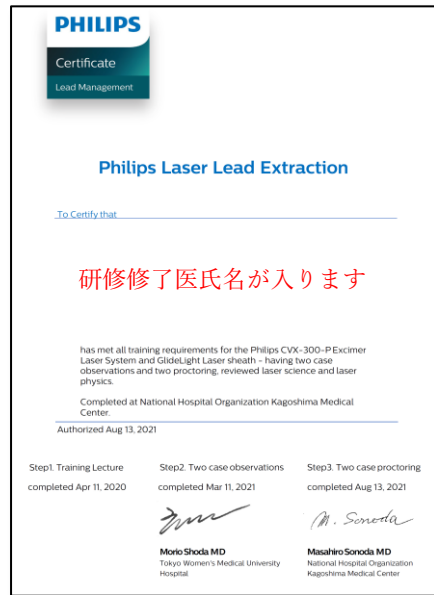 PHILIPS
Certificate
Lead Management
Philips Laser Lead Extraction
To Certify that
研修修了医氏名が入ります
has met all training requirements for the Philips CVX-300-P Excimer
Laser System and GlideLight Laser sheath - having two case
observations and two proctoring, reviewed laser science and laser
physics.
Completed at National Hospital Organization Kagoshima Medical
Center.
Authorized Aug 13, 2021
Step1. Training Lecture
completed Apr 11, 2020
Step2. Two case observations
completed Mar 11, 2021
Morio Shoda MD
Tokyo Women's Medical University
Hospital
Step3. Two case proctoring
completed Aug 13, 2021
M. Sonoda
Masahiro Sonoda MD
National Hospital Organization
Kagoshima Medical Center